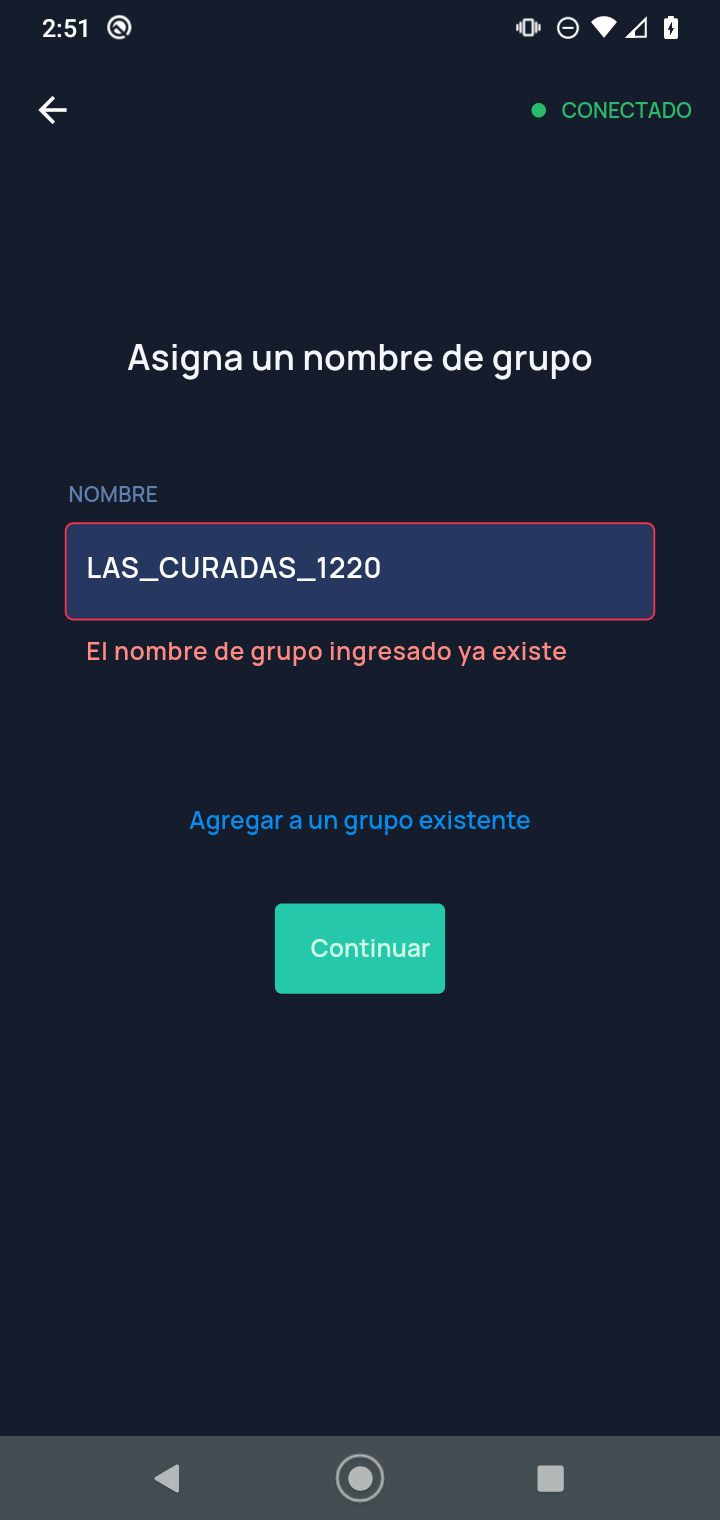 2:51
CONECTADO
Asigna un nombre de grupo
NOMBRE
LAS_CURADAS_1220
El nombre de grupo ingresado ya existe
Agregar a un grupo existente
Continuar